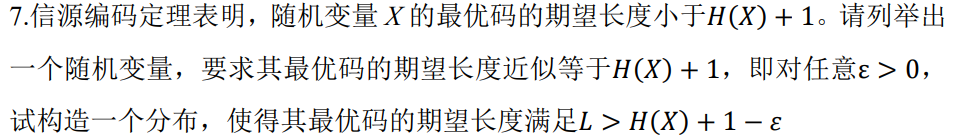 7.信源编码定理表明，随机变量 X 的最优码的期望长度小于H(X) + 1。请列举出
一个随机变量，要求其最优码的期望长度近似等于H(X) + 1，即对任意ε > 0，
试构造一个分布，使得其最优码的期望长度满足L > H(X) + 1 − ε